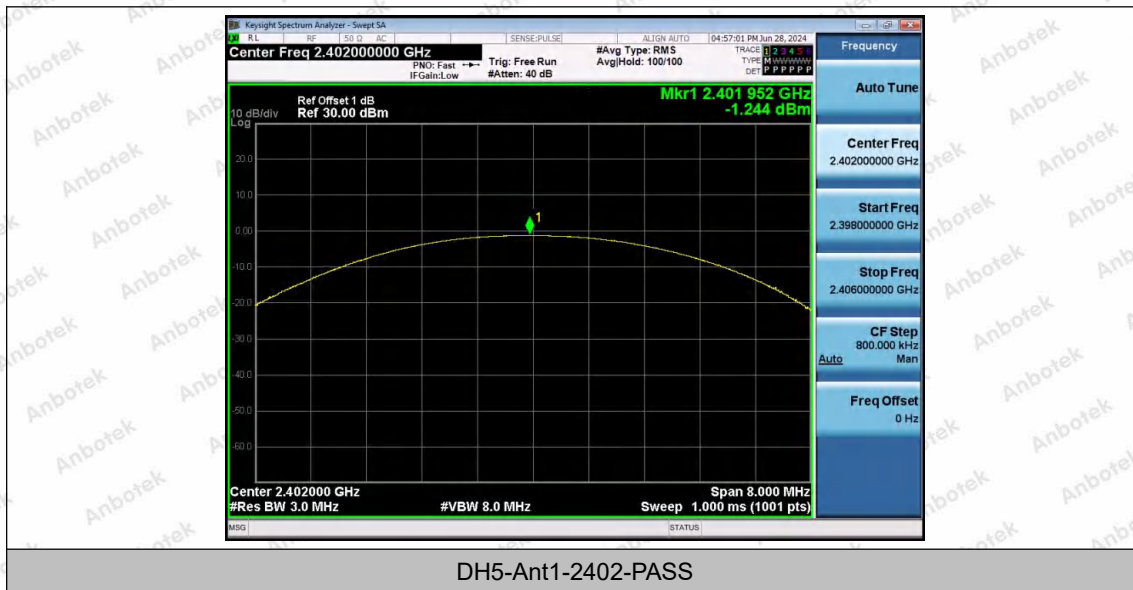 Keysight Spectrum Analyzer - Swept SA
RL RF 50 Ω AC SENSE:PULSE ALIGN AUTO 04:57:01 PM Jun 28, 2024
Center Freq 2.402000000 GHz
PNO: Fast
IFGain:Low
Trig: Free Run
#Atten: 40 dB
#Avg Type: RMS
Avg|Hold: 100/100
TRACE 1 2 3 4 5 6
TYPE M WWWWW
DET P P P P P P
Mkr1 2.401 952 GHz
-1.244 dBm
Ref Offset 1 dB
10 dB/div Ref 30.00 dBm
Log
20.0
10.0
0.00
-10.0
-20.0
-30.0
-40.0
-50.0
-60.0
1
Center 2.402000 GHz Span 8.000 MHz
#Res BW 3.0 MHz #VBW 8.0 MHz Sweep 1.000 ms (1001 pts)
MSG STATUS
Frequency
Auto Tune
Center Freq
2.402000000 GHz
Start Freq
2.398000000 GHz
Stop Freq
2.406000000 GHz
CF Step
800.000 kHz
Auto Man
Freq Offset
0 Hz
DH5-Ant1-2402-PASS
Anbotek